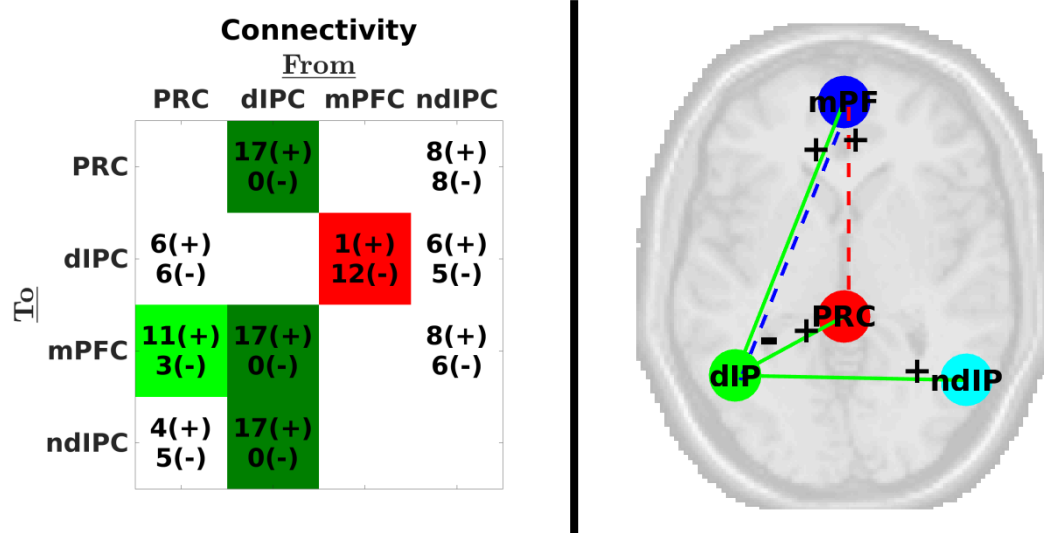 Connectivity
From
PRC dIPC mPFC ndIPC
PRC 17(+) 8(+)
0(-) 8(-)
dIPC 6(+) 1(+) 6(+)
6(-) 12(-) 5(-)
To
mPFC 11(+) 17(+) 8(+)
3(-) 0(-) 6(-)
ndIPC 4(+) 17(+)
5(-) 0(-)
mPF
+ +
PRC
+
-
dIP
+
ndIP